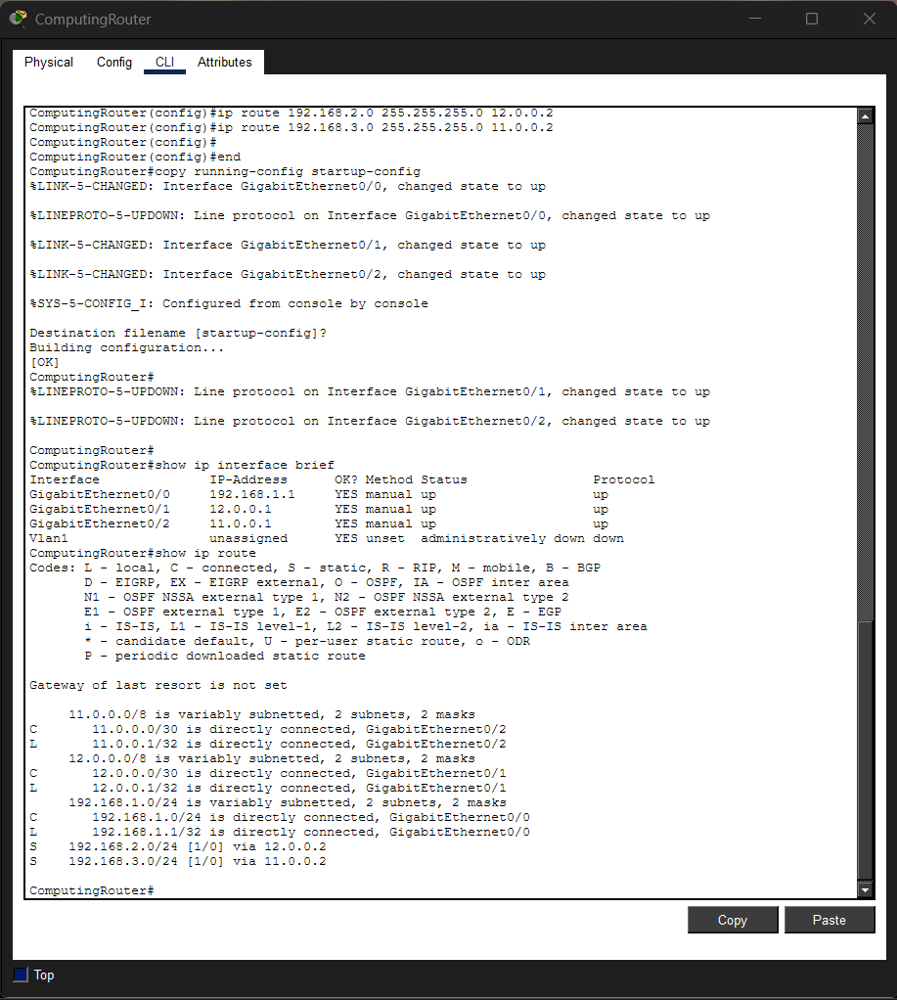 ComputingRouter
Physical Config CLI Attributes
ComputingRouter(config)#ip route 192.168.2.0 255.255.255.0 12.0.0.2
ComputingRouter(config)#ip route 192.168.3.0 255.255.255.0 11.0.0.2
ComputingRouter(config)#
ComputingRouter(config)#end
ComputingRouter#copy running-config startup-config
%LINK-5-CHANGED: Interface GigabitEthernet0/0, changed state to up
%LINEPROTO-5-UPDOWN: Line protocol on Interface GigabitEthernet0/0, changed state to up
%LINK-5-CHANGED: Interface GigabitEthernet0/1, changed state to up
%LINK-5-CHANGED: Interface GigabitEthernet0/2, changed state to up
%SYS-5-CONFIG_I: Configured from console by console
Destination filename [startup-config]?
Building configuration...
[OK]
ComputingRouter#
%LINEPROTO-5-UPDOWN: Line protocol on Interface GigabitEthernet0/1, changed state to up
%LINEPROTO-5-UPDOWN: Line protocol on Interface GigabitEthernet0/2, changed state to up
ComputingRouter#
ComputingRouter#show ip interface brief
Interface IP-Address OK? Method Status Protocol
GigabitEthernet0/0 192.168.1.1 YES manual up up
GigabitEthernet0/1 12.0.0.1 YES manual up up
GigabitEthernet0/2 11.0.0.1 YES manual up up
Vlan1 unassigned YES unset administratively down down
ComputingRouter#show ip route
Codes: L - local, C - connected, S - static, R - RIP, M - mobile, B - BGP
D - EIGRP, EX - EIGRP external, O - OSPF, IA - OSPF inter area
N1 - OSPF NSSA external type 1, N2 - OSPF NSSA external type 2
E1 - OSPF external type 1, E2 - OSPF external type 2, E - EGP
i - IS-IS, L1 - IS-IS level-1, L2 - IS-IS level-2, ia - IS-IS inter area
* - candidate default, U - per-user static route, o - ODR
P - periodic downloaded static route
Gateway of last resort is not set
11.0.0.0/8 is variably subnetted, 2 subnets, 2 masks
C 11.0.0.0/30 is directly connected, GigabitEthernet0/2
L 11.0.0.1/32 is directly connected, GigabitEthernet0/2
12.0.0.0/8 is variably subnetted, 2 subnets, 2 masks
C 12.0.0.0/30 is directly connected, GigabitEthernet0/1
L 12.0.0.1/32 is directly connected, GigabitEthernet0/1
192.168.1.0/24 is variably subnetted, 2 subnets, 2 masks
C 192.168.1.0/24 is directly connected, GigabitEthernet0/0
L 192.168.1.1/32 is directly connected, GigabitEthernet0/0
S 192.168.2.0/24 [1/0] via 12.0.0.2
S 192.168.3.0/24 [1/0] via 11.0.0.2
ComputingRouter#
Copy Paste
Top